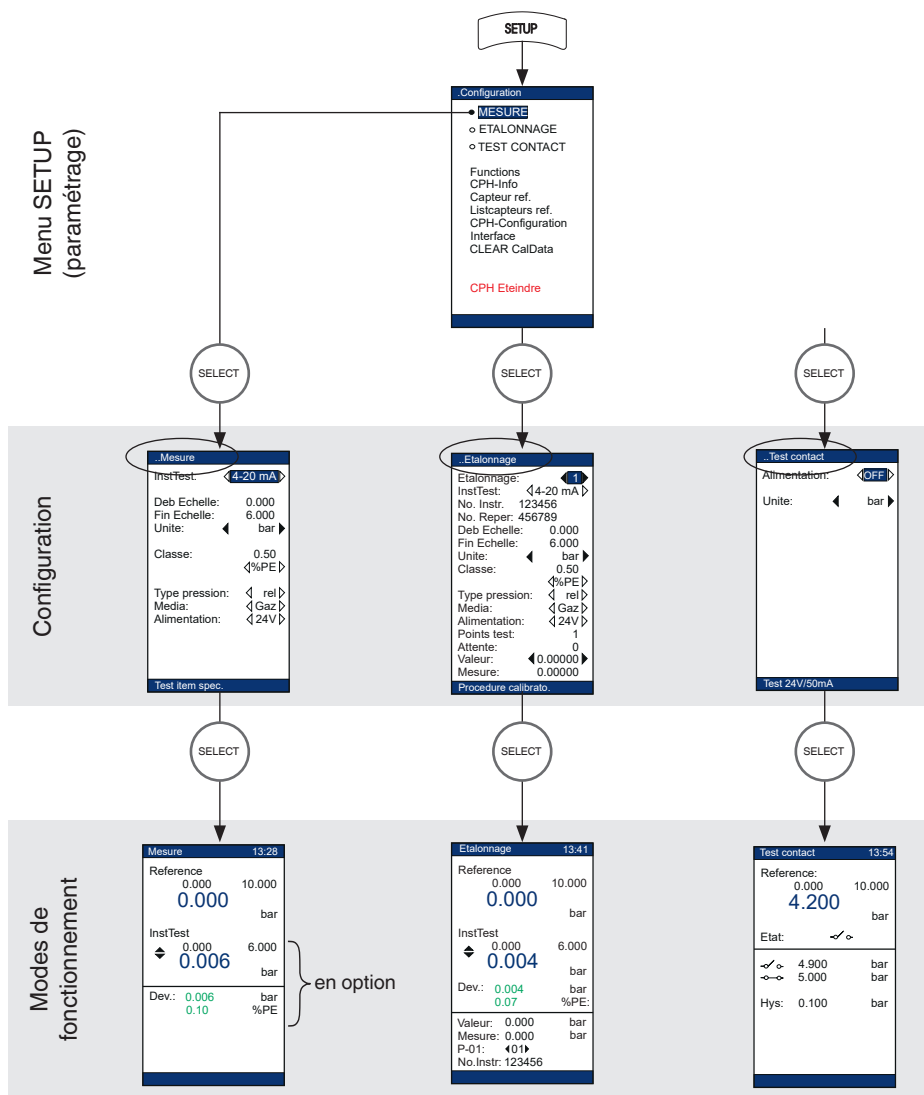 SETUP
Menu SETUP
(paramétrage)
.Configuration
MESURE
ETALONNAGE
TEST CONTACT
Functions
CPH-Info
Capteur ref.
Listcapteurs ref.
CPH-Configuration
Interface
CLEAR CalData
CPH Eteindre
SELECT
SELECT
SELECT
Configuration
..Mesure
InstTest: 4-20 mA
Deb Echelle: 0.000
Fin Echelle: 6.000
Unite: bar
Classe: 0.50
%PE
Type pression: rel
Media: Gaz
Alimentation: 24V
Test item spec.
..Etalonnage
Etalonnage: 1
InstTest: 4-20 mA
No. Instr. 123456
No. Reper: 456789
Deb Echelle: 0.000
Fin Echelle: 6.000
Unite: bar
Classe: 0.50
%PE
Type pression: rel
Media: Gaz
Alimentation: 24V
Points test: 1
Attente: 0
Valeur: 0.00000
Mesure: 0.00000
Procedure calibrato.
..Test contact
Alimentation: OFF
Unite: bar
Test 24V/50mA
SELECT
SELECT
SELECT
Modes de
fonctionnement
Mesure 13:28
Reference
0.000 10.000
0.000
bar
InstTest
0.000 6.000
0.006
bar
Dev.: 0.006 bar
0.10 %PE
en option
Etalonnage 13:41
Reference
0.000 10.000
0.000
bar
InstTest
0.000 6.000
0.004
bar
Dev.: 0.004 bar
0.07 %PE:
Valeur: 0.000 bar
Mesure: 0.000 bar
P-01: 01
No.Instr: 123456
Test contact 13:54
Reference:
0.000 10.000
4.200
bar
Etat:
4.900 bar
5.000 bar
Hys: 0.100 bar